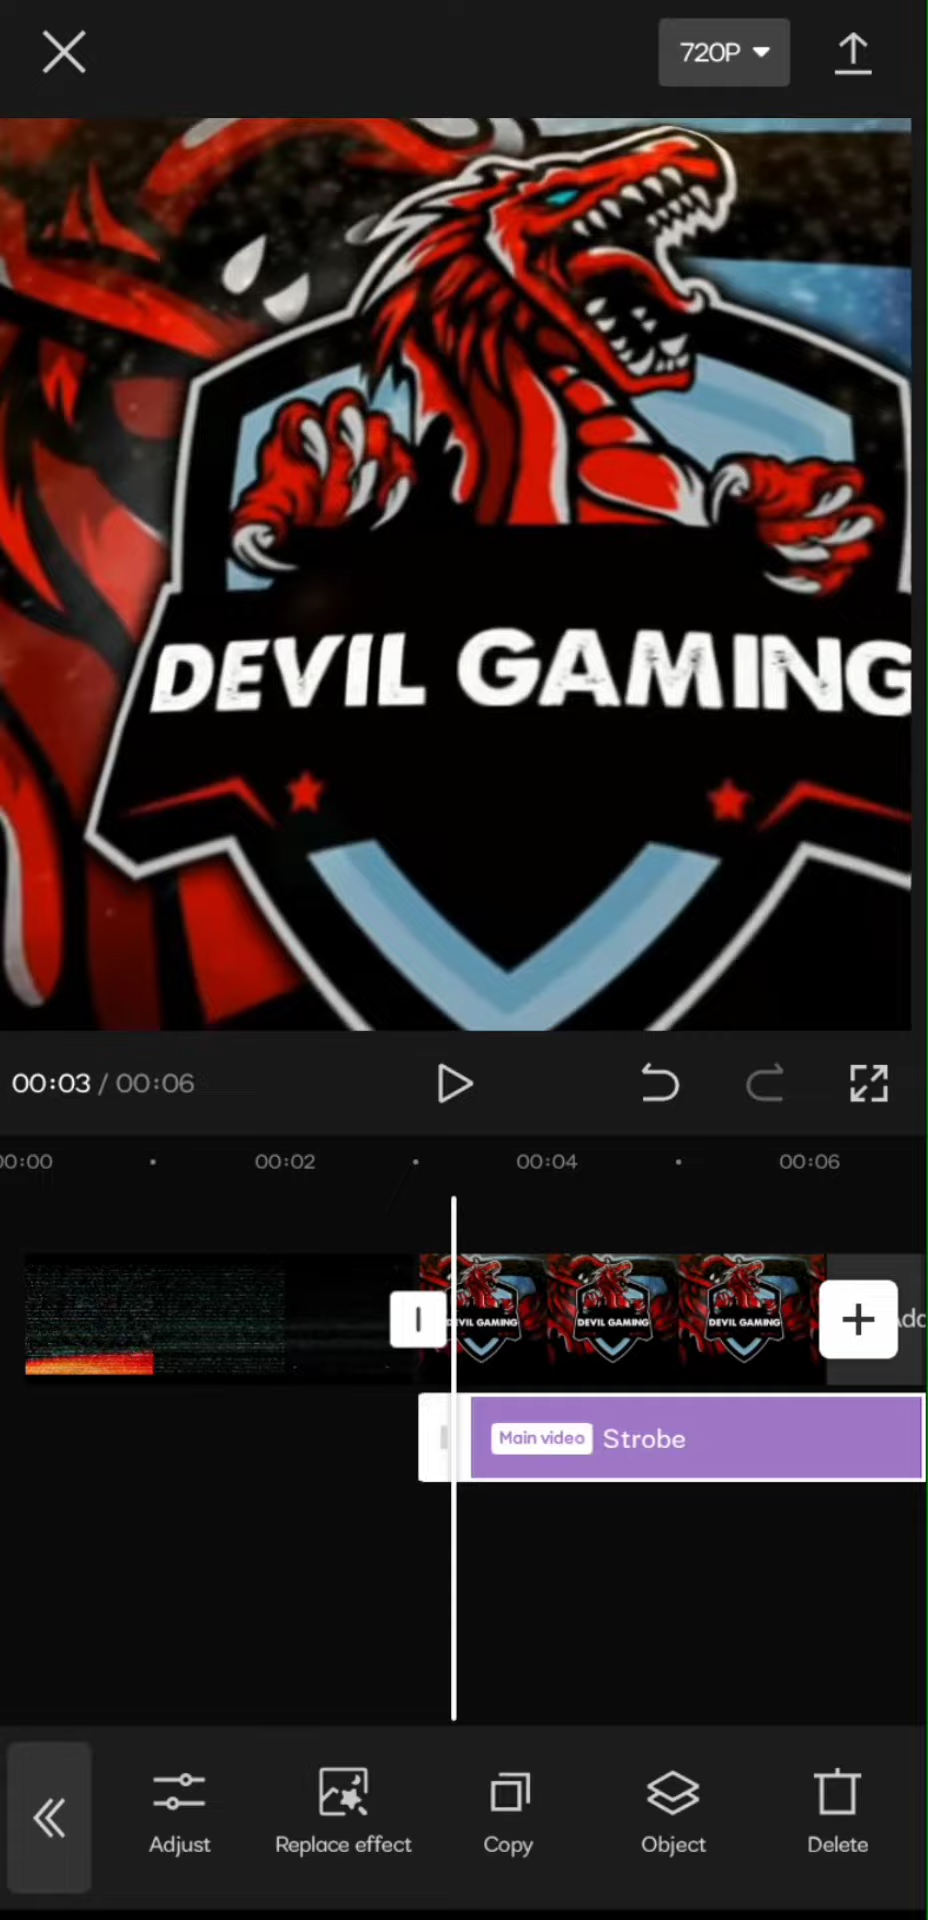 720P
DEVIL GAMING
00:03 / 00:06
00:00 00:02 00:04 00:06
DEVIL GAMING DEVIL GAMING
Main video Strobe
Adjust Replace effect Copy Object Delete